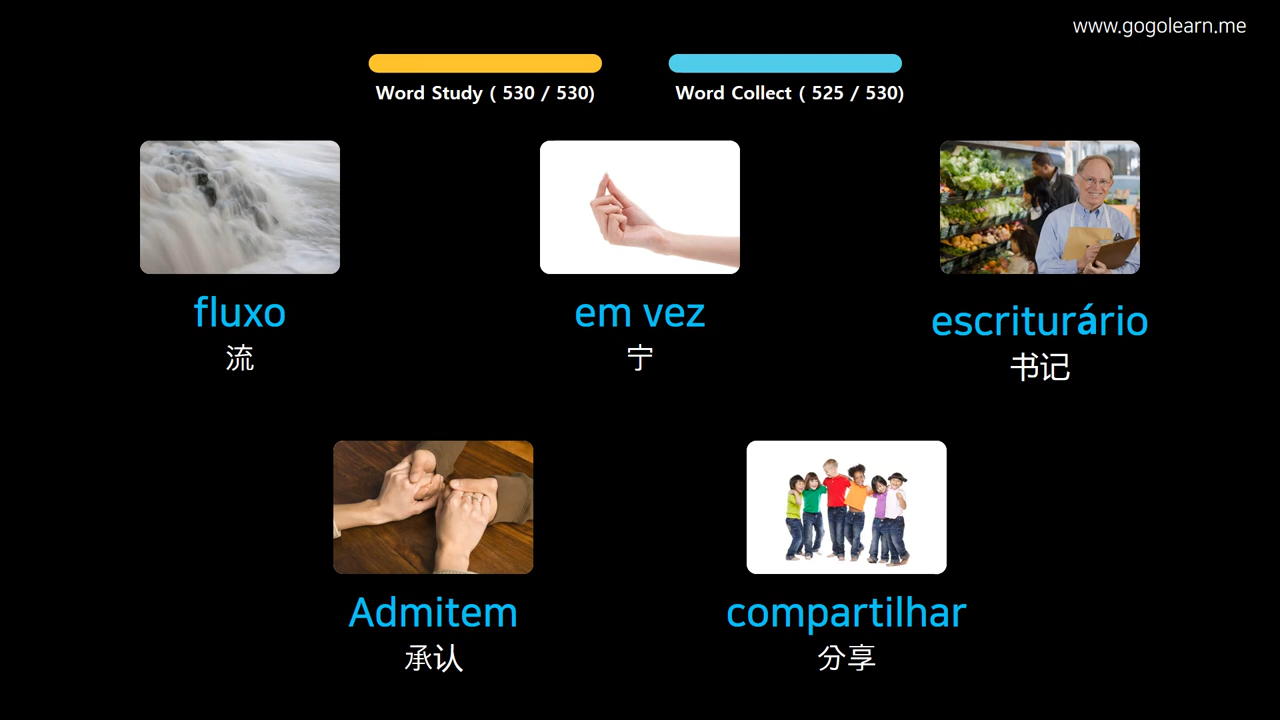 www.gogolearn.me
Word Study ( 530 / 530)
Word Collect ( 525 / 530)
fluxo
流
em vez
宁
escriturário
书记
Admitem
承认
compartilhar
分享